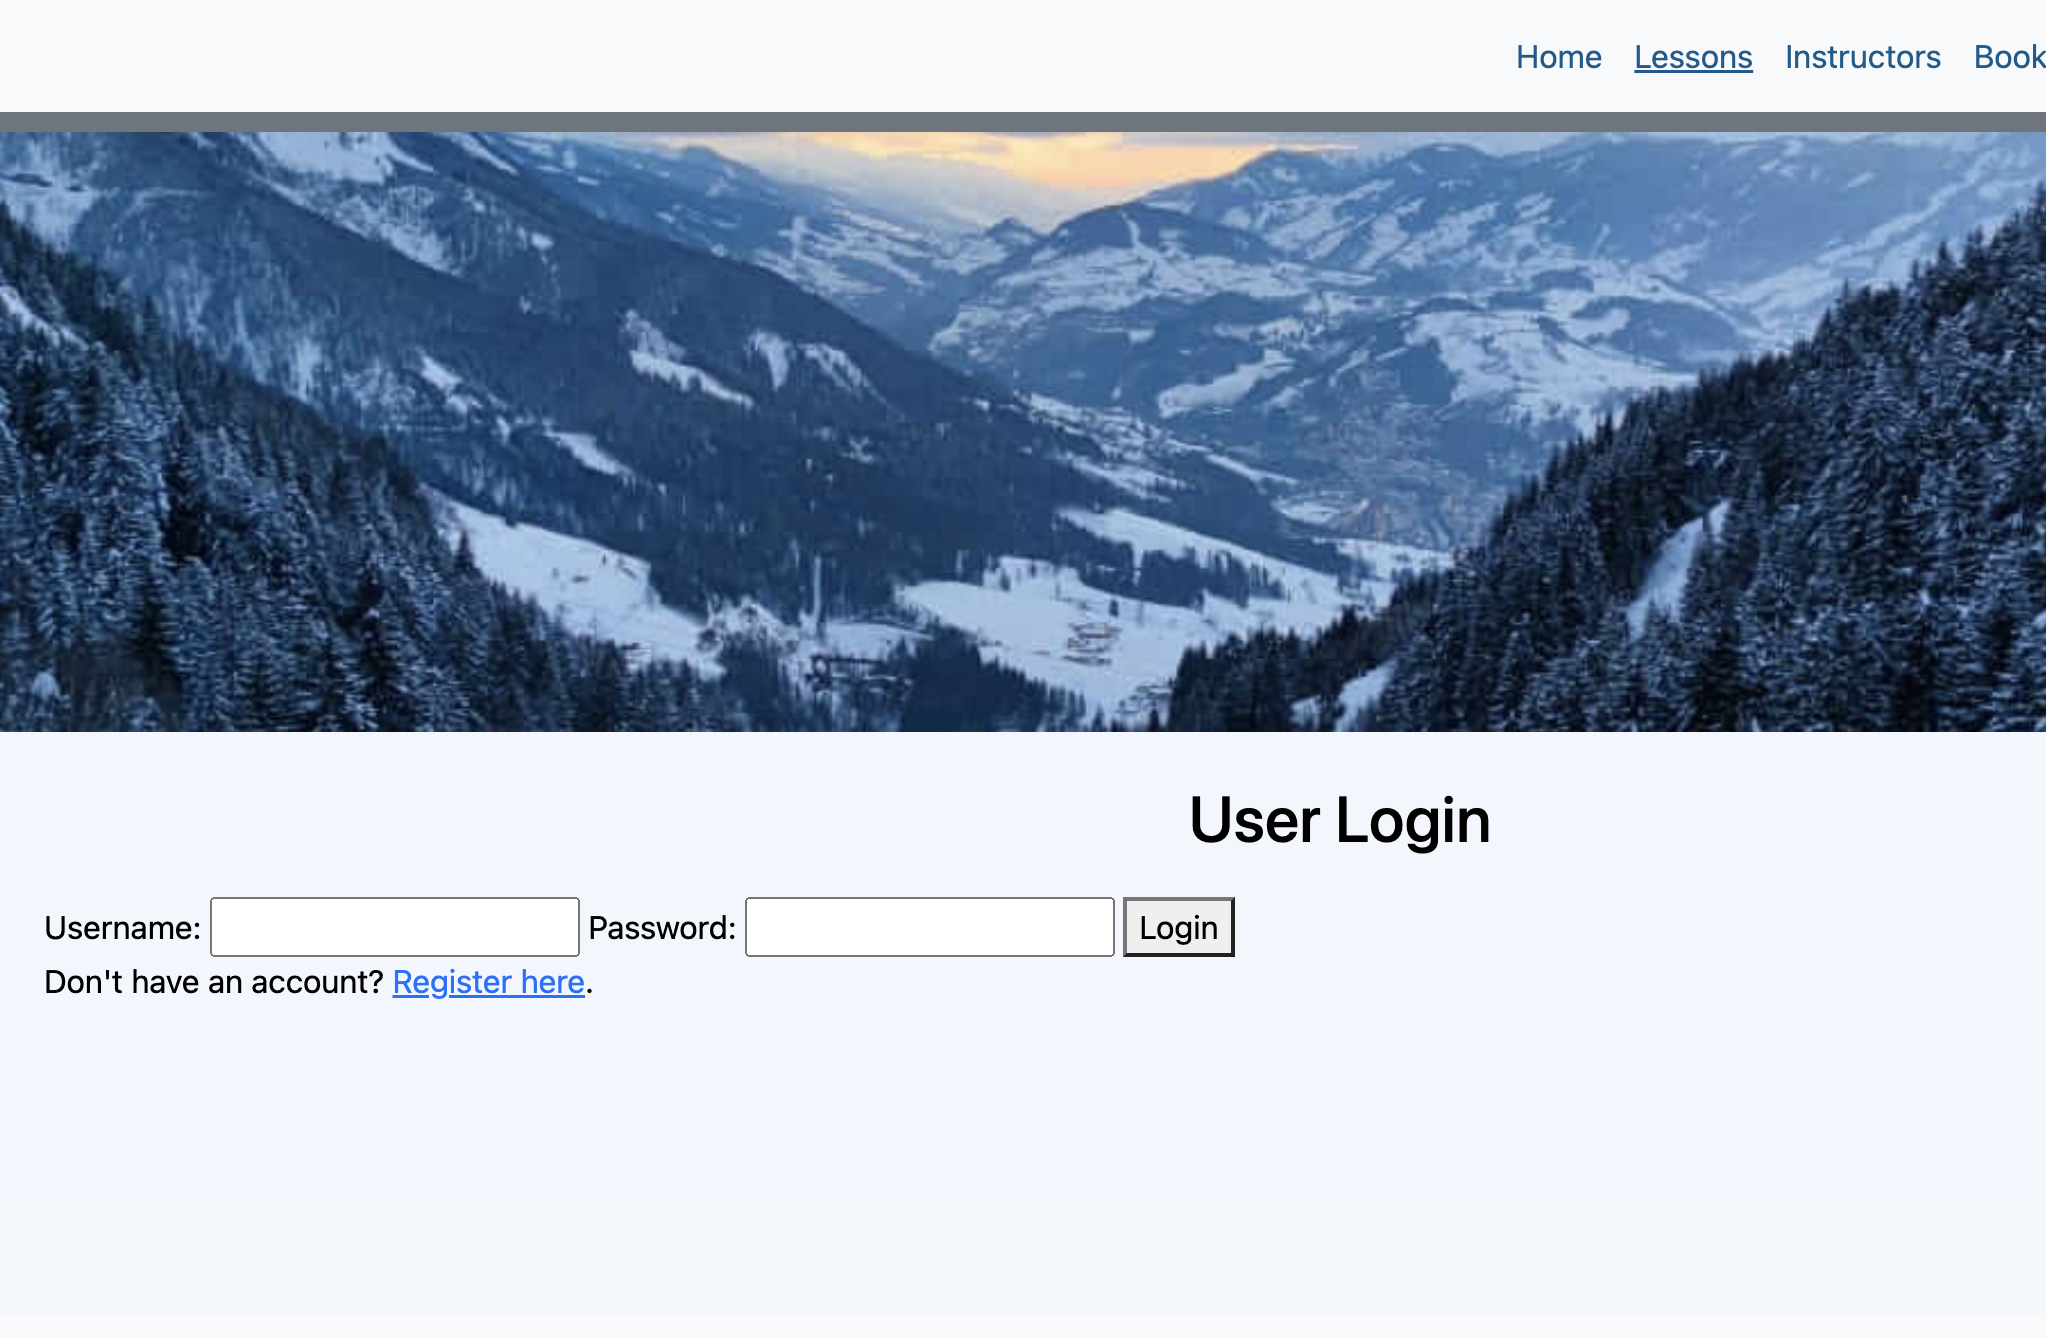 Home Lessons Instructors Book
User Login
Username: Password: Login
Don't have an account? Register here.